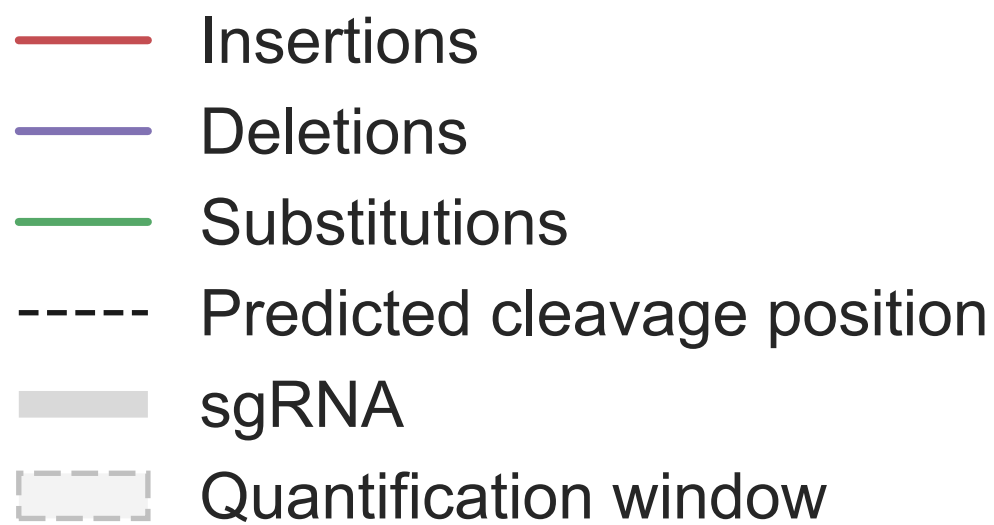 Insertions
Deletions
Substitutions
Predicted cleavage position
sgRNA
Quantification window